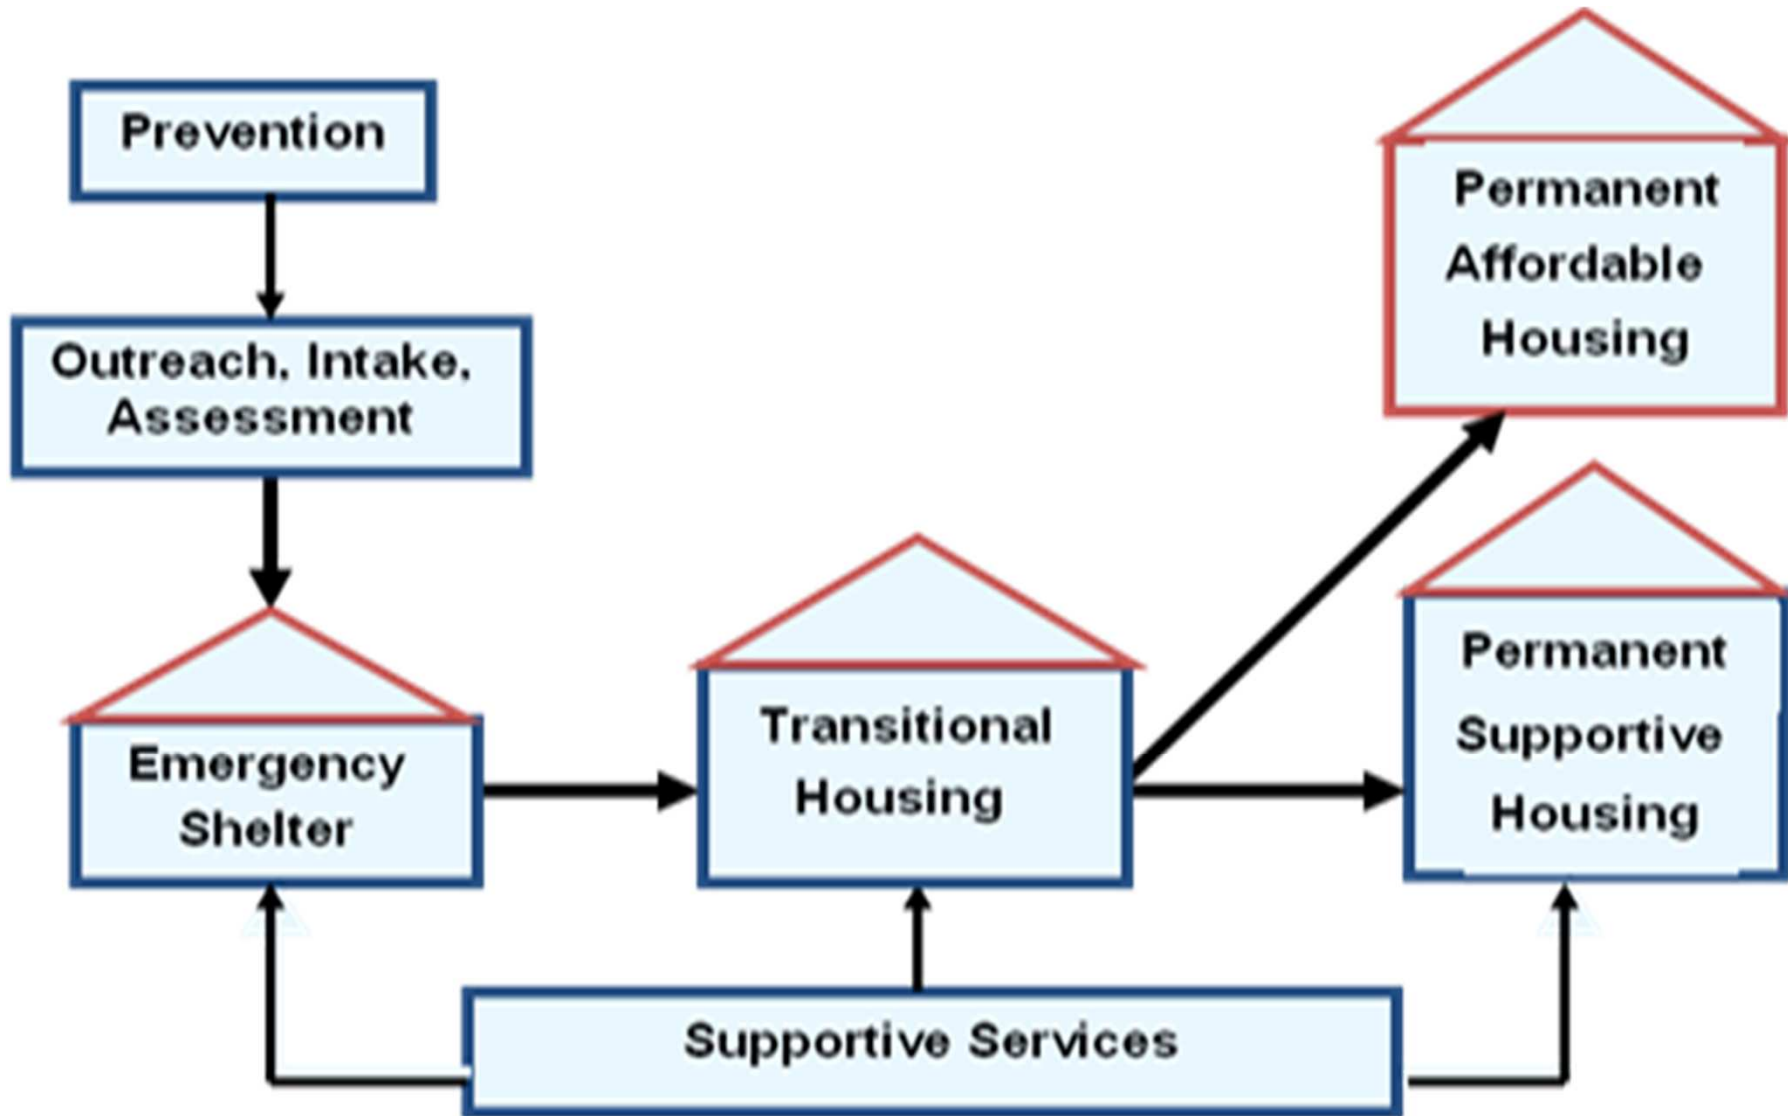 Prevention
Outreach, Intake,
Assessment
Emergency
Shelter
Transitional
Housing
Permanent
Affordable
Housing
Permanent
Supportive
Housing
Supportive Services